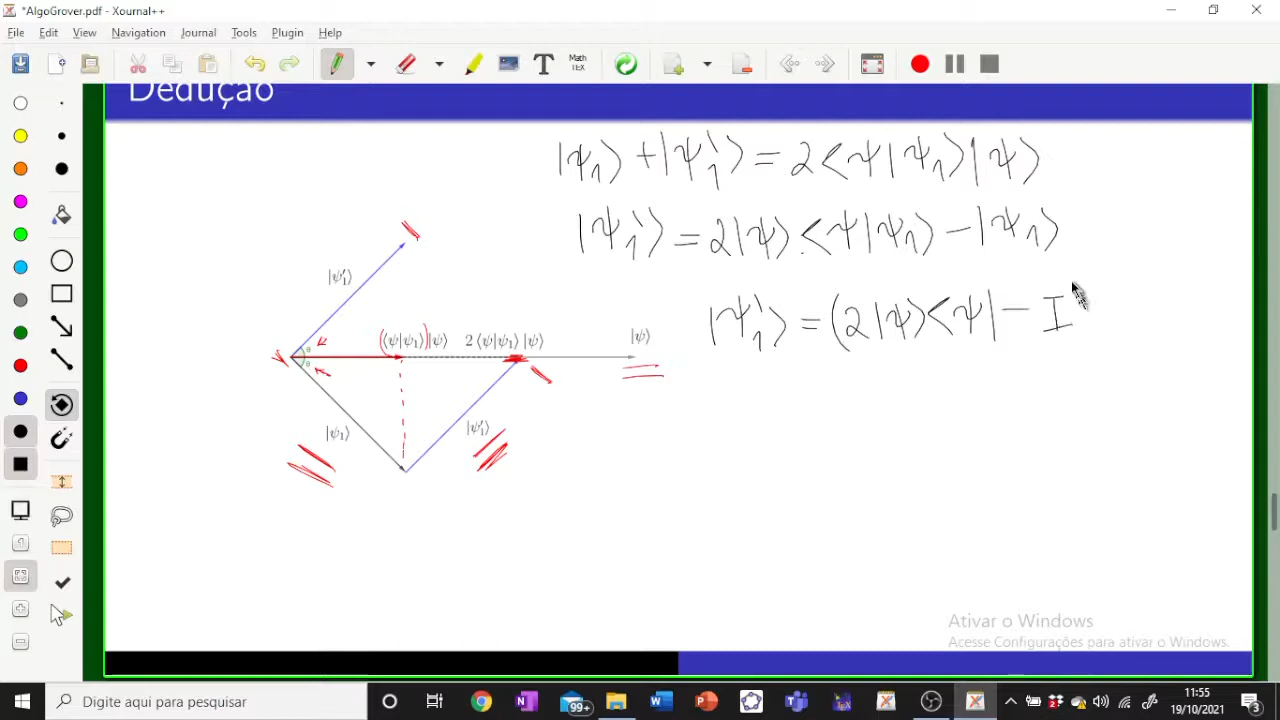 *AlgoGrover.pdf - Xournal++
File Edit View Navigation Journal Tools Plugin Help
T Math TEX
Dedução
|ψ1⟩ + |ψ1'⟩ = 2⟨ψ|ψ1⟩|ψ⟩
|ψ1'⟩ = 2|ψ⟩.⟨ψ|ψ1⟩ - |ψ1⟩
|ψ1'⟩ = (2|ψ⟩⟨ψ| - I
|ψ1'⟩
(⟨ψ|ψ1⟩)|ψ⟩ 2⟨ψ|ψ1⟩|ψ⟩ |ψ⟩
θ
θ
|ψ1⟩ |ψ1'⟩
Ativar o Windows
Acesse Configurações para ativar o Windows.
Digite aqui para pesquisar
99+
11:55
19/10/2021
3